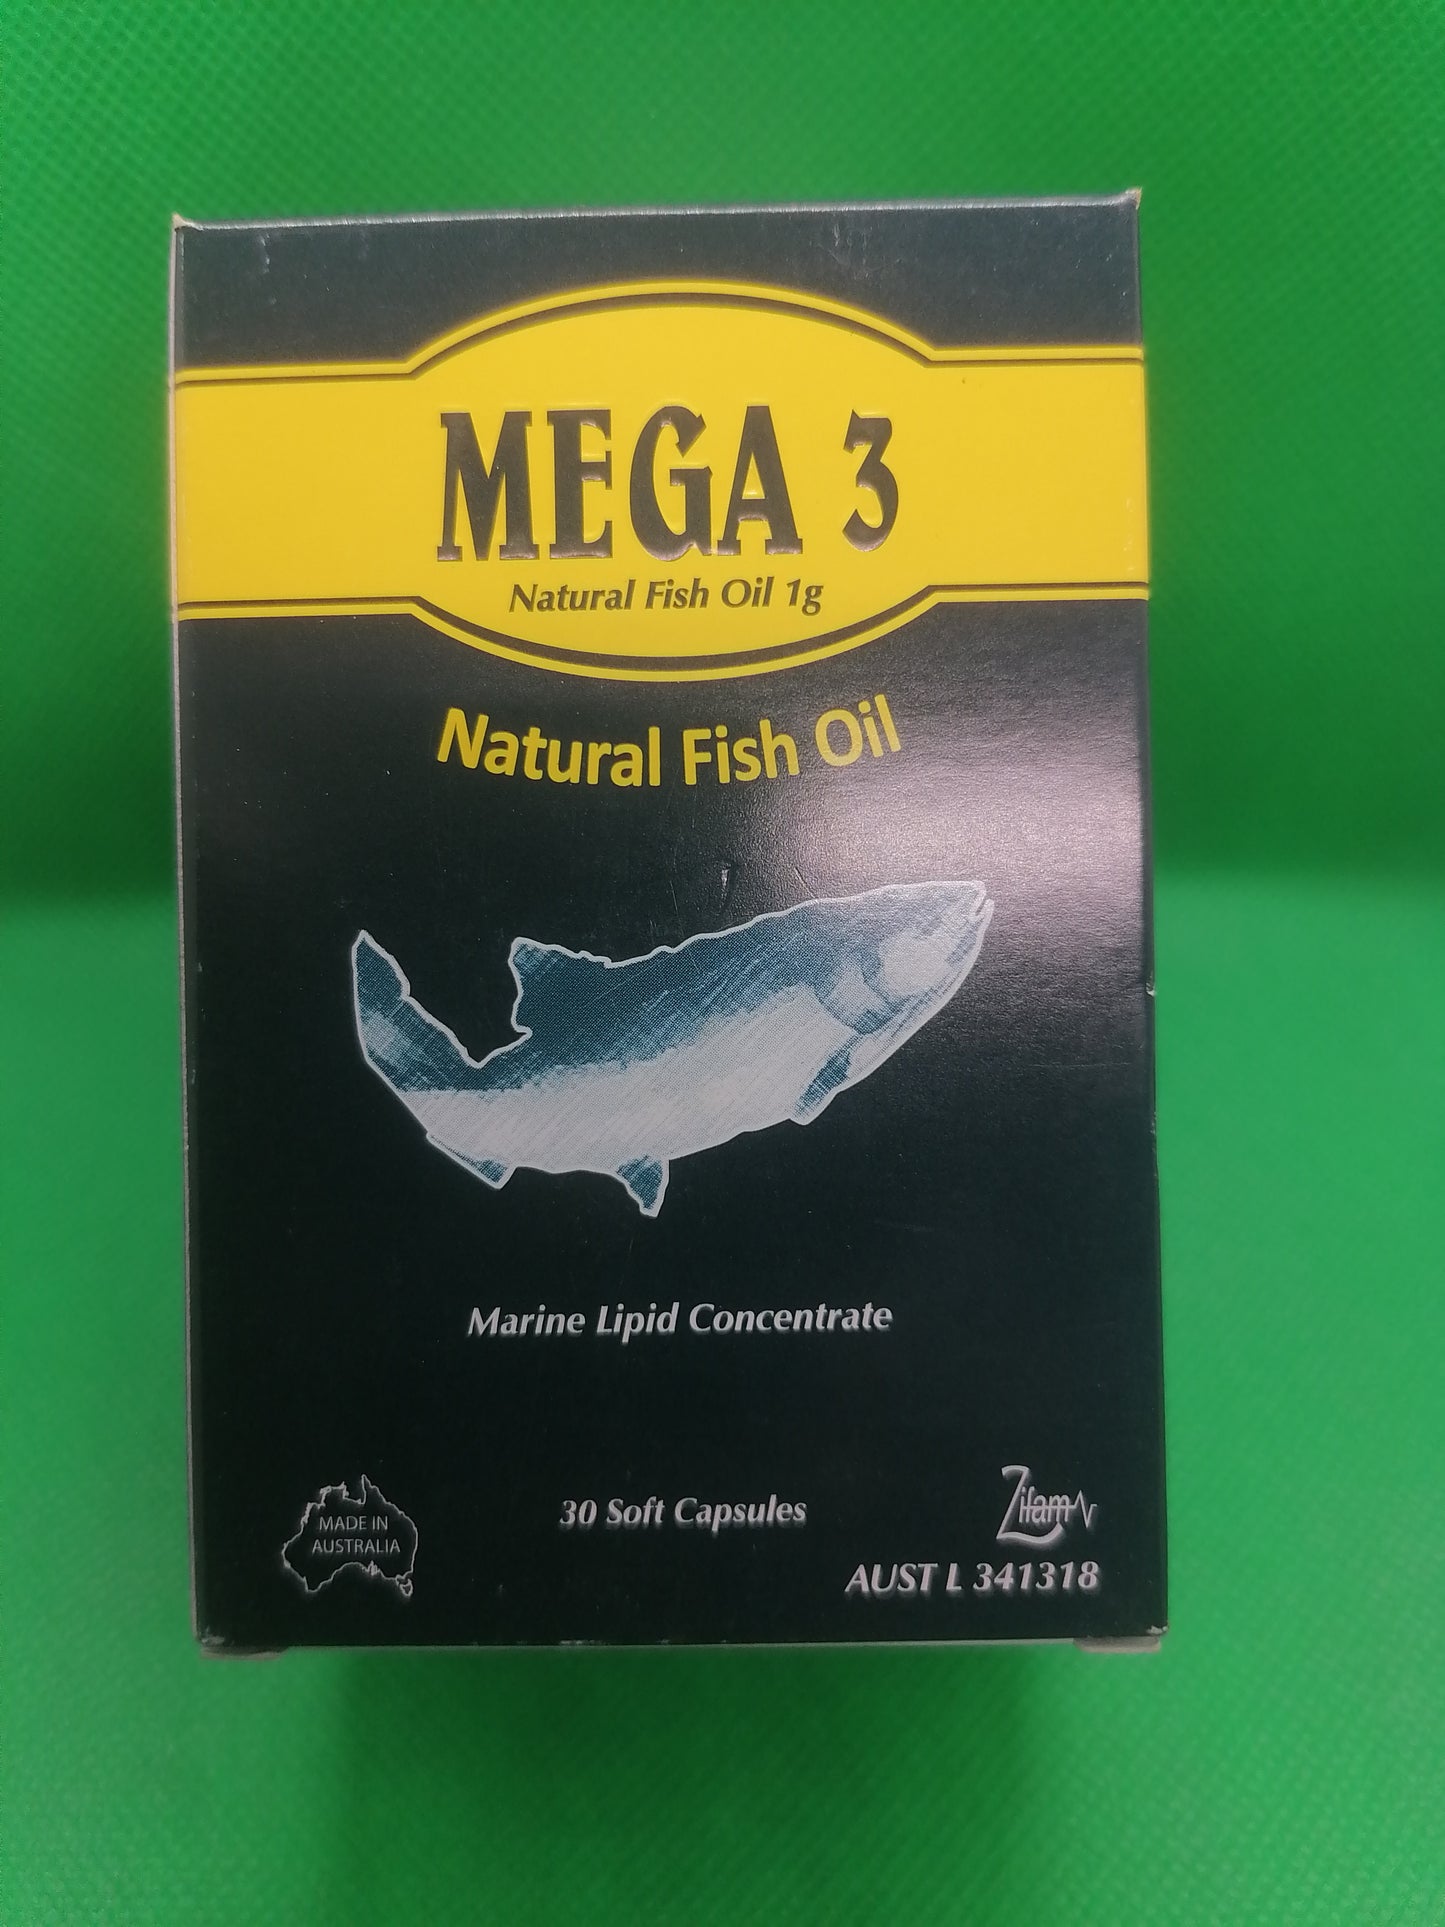 MEGA 3
Natural Fish Oil 1g
Natural Fish Oil
Marine Lipid Concentrate
MADE IN
AUSTRALIA
30 Soft Capsules
Zifam
AUST L 341318